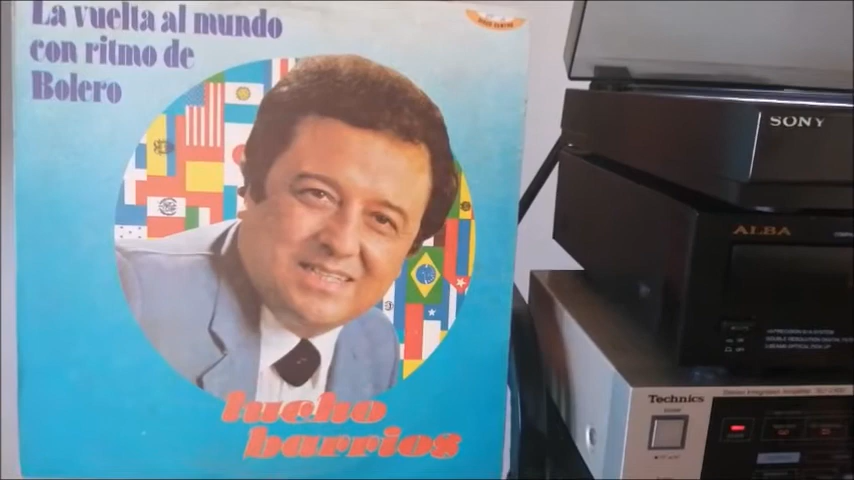 La vuelta al mundo
con ritmo de
Bolero
lucho
barrios
SONY
ALBA
Technics